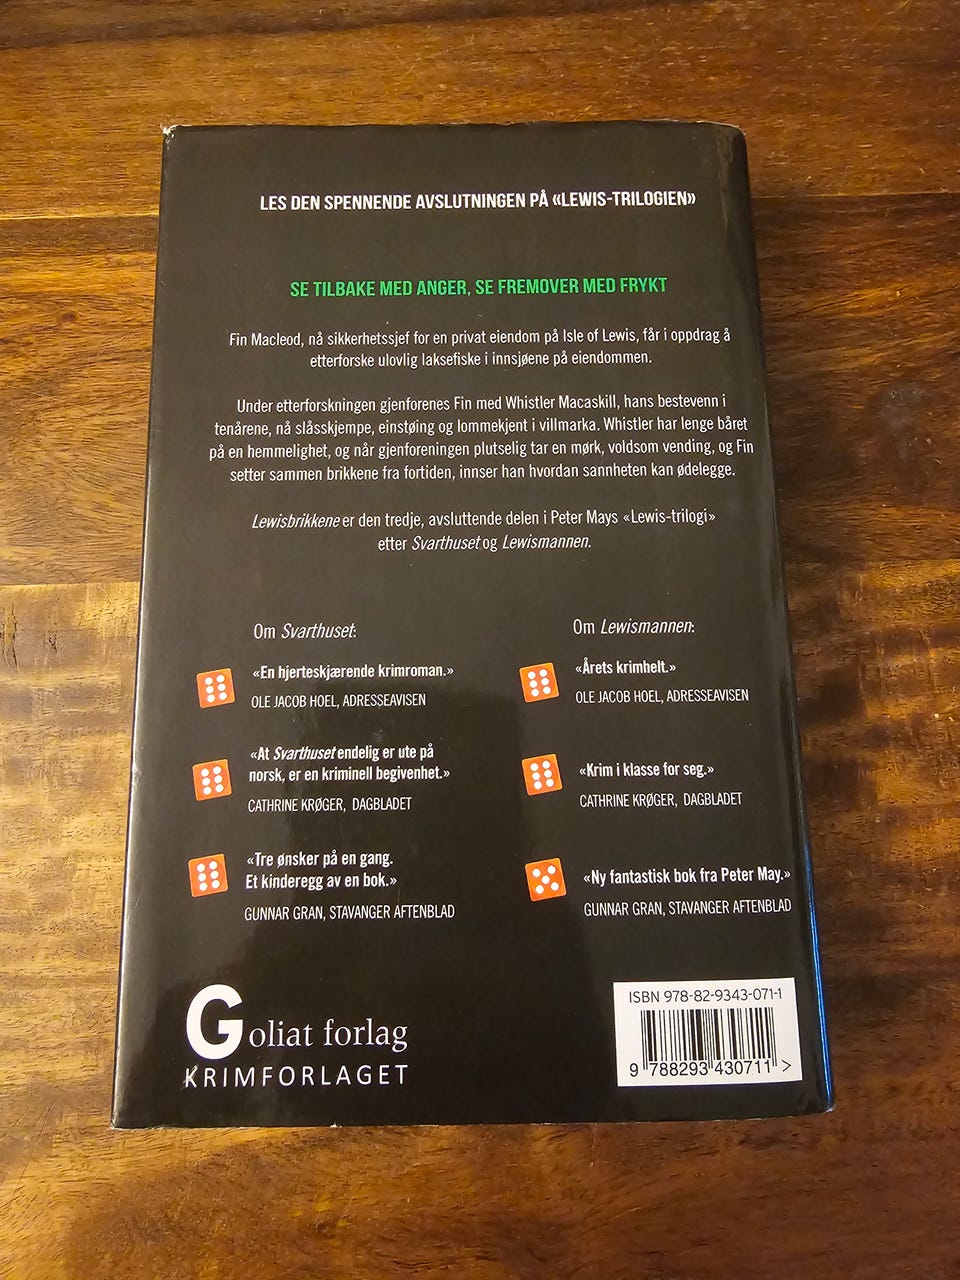 LES DEN SPENNENDE AVSLUTNINGEN PÅ «LEWIS-TRILOGIEN»
SE TILBAKE MED ANGER, SE FREMOVER MED FRYKT
Fin Macleod, nå sikkerhetssjef for en privat eiendom på Isle of Lewis, får i oppdrag å
etterforske ulovlig laksefiske i innsjøene på eiendommen.
Under etterforskningen gjenforenes Fin med Whistler Macaskill, hans bestevenn i
tenårene, nå slåsskjempe, einstøing og lommekjent i villmarka. Whistler har lenge båret
på en hemmelighet, og når gjenforeningen plutselig tar en mørk, voldsom vending, og Fin
setter sammen brikkene fra fortiden, innser han hvordan sannheten kan ødelegge.
Lewisbrikkene er den tredje, avsluttende delen i Peter Mays «Lewis-trilogi»
etter Svarthuset og Lewismannen.
Om Svarthuset:
«En hjerteskjærende krimroman.»
OLE JACOB HOEL, ADRESSEAVISEN
«At Svarthuset endelig er ute på
norsk, er en kriminell begivenhet.»
CATHRINE KRØGER, DAGBLADET
«Tre ønsker på en gang.
Et kinderegg av en bok.»
GUNNAR GRAN, STAVANGER AFTENBLAD
Om Lewismannen:
«Årets krimhelt.»
OLE JACOB HOEL, ADRESSEAVISEN
«Krim i klasse for seg.»
CATHRINE KRØGER, DAGBLADET
«Ny fantastisk bok fra Peter May.»
GUNNAR GRAN, STAVANGER AFTENBLAD
Goliat forlag
KRIMFORLAGET
ISBN 978-82-9343-071-1
9 788293 430711 >